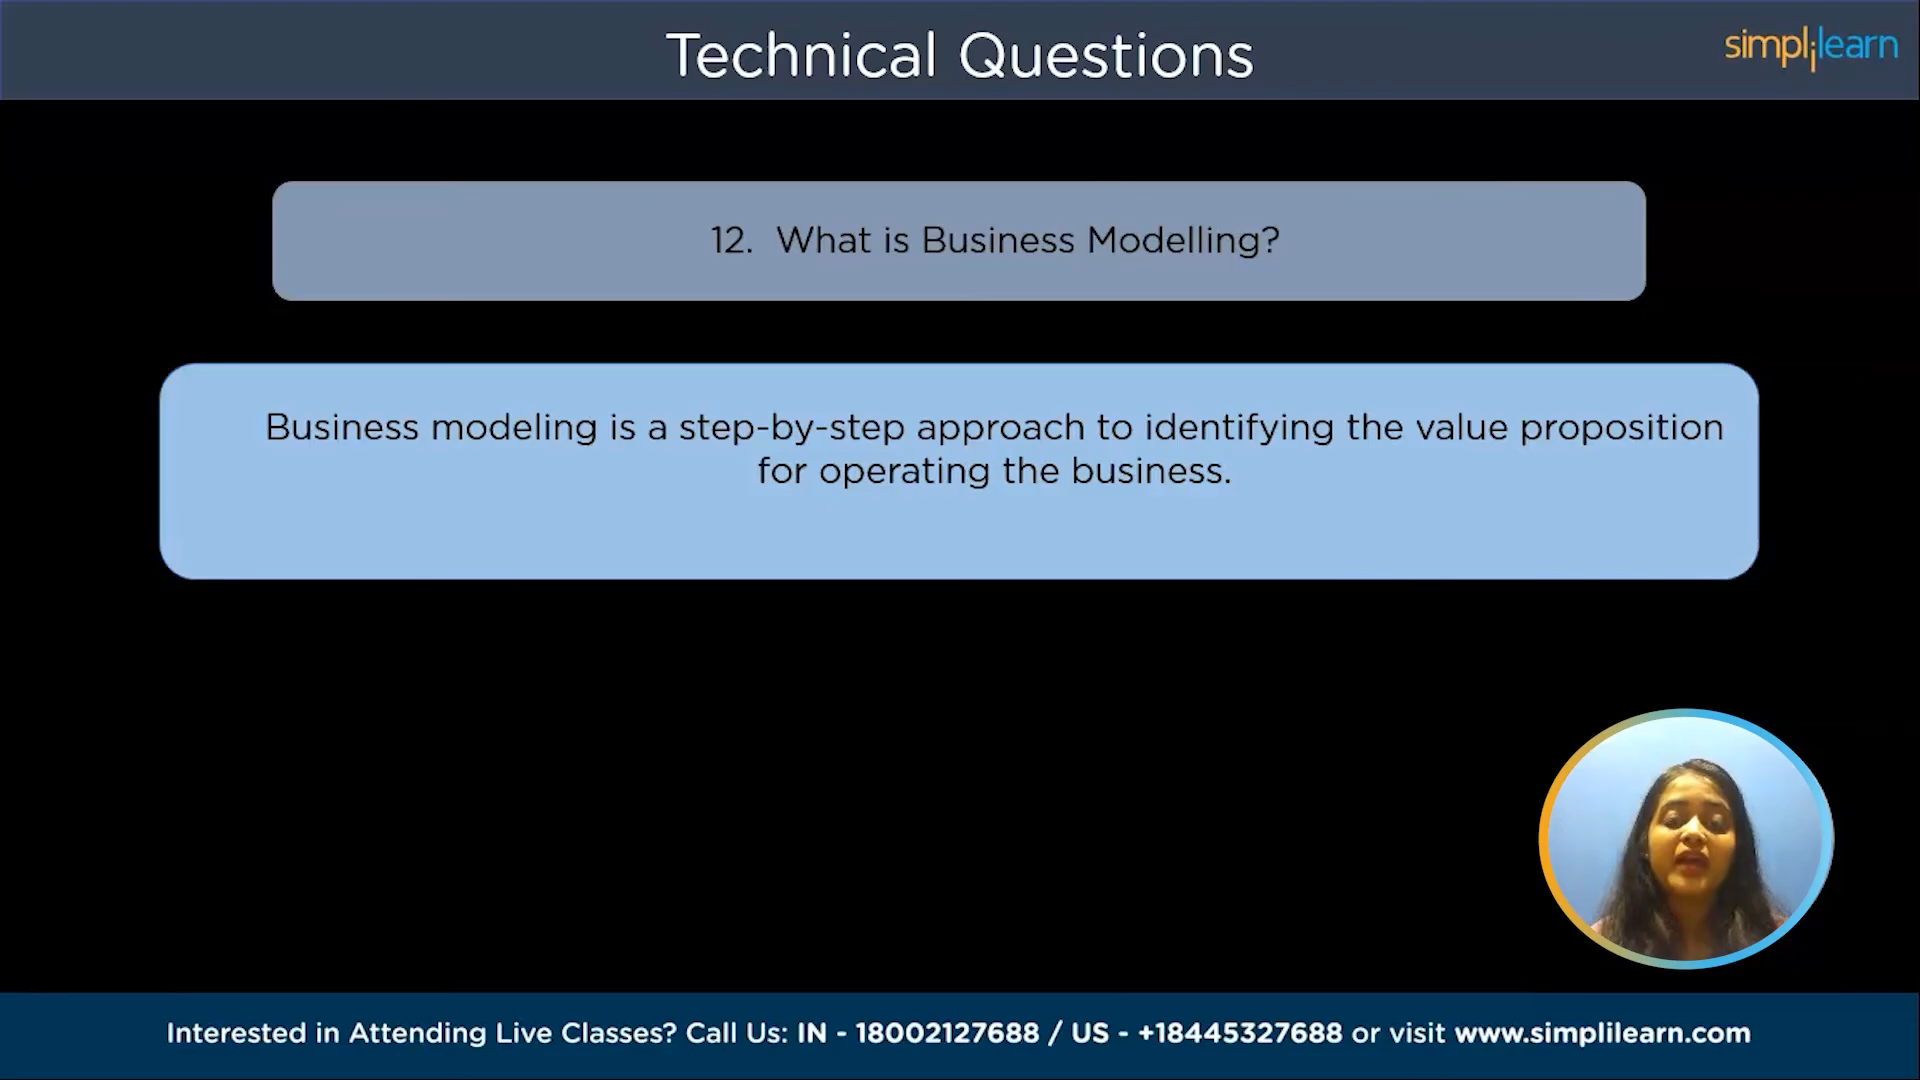 Technical Questions
simplilearn
12. What is Business Modelling?
Business modeling is a step-by-step approach to identifying the value proposition
for operating the business.
Interested in Attending Live Classes? Call Us: IN - 18002127688 / US - +18445327688 or visit www.simplilearn.com